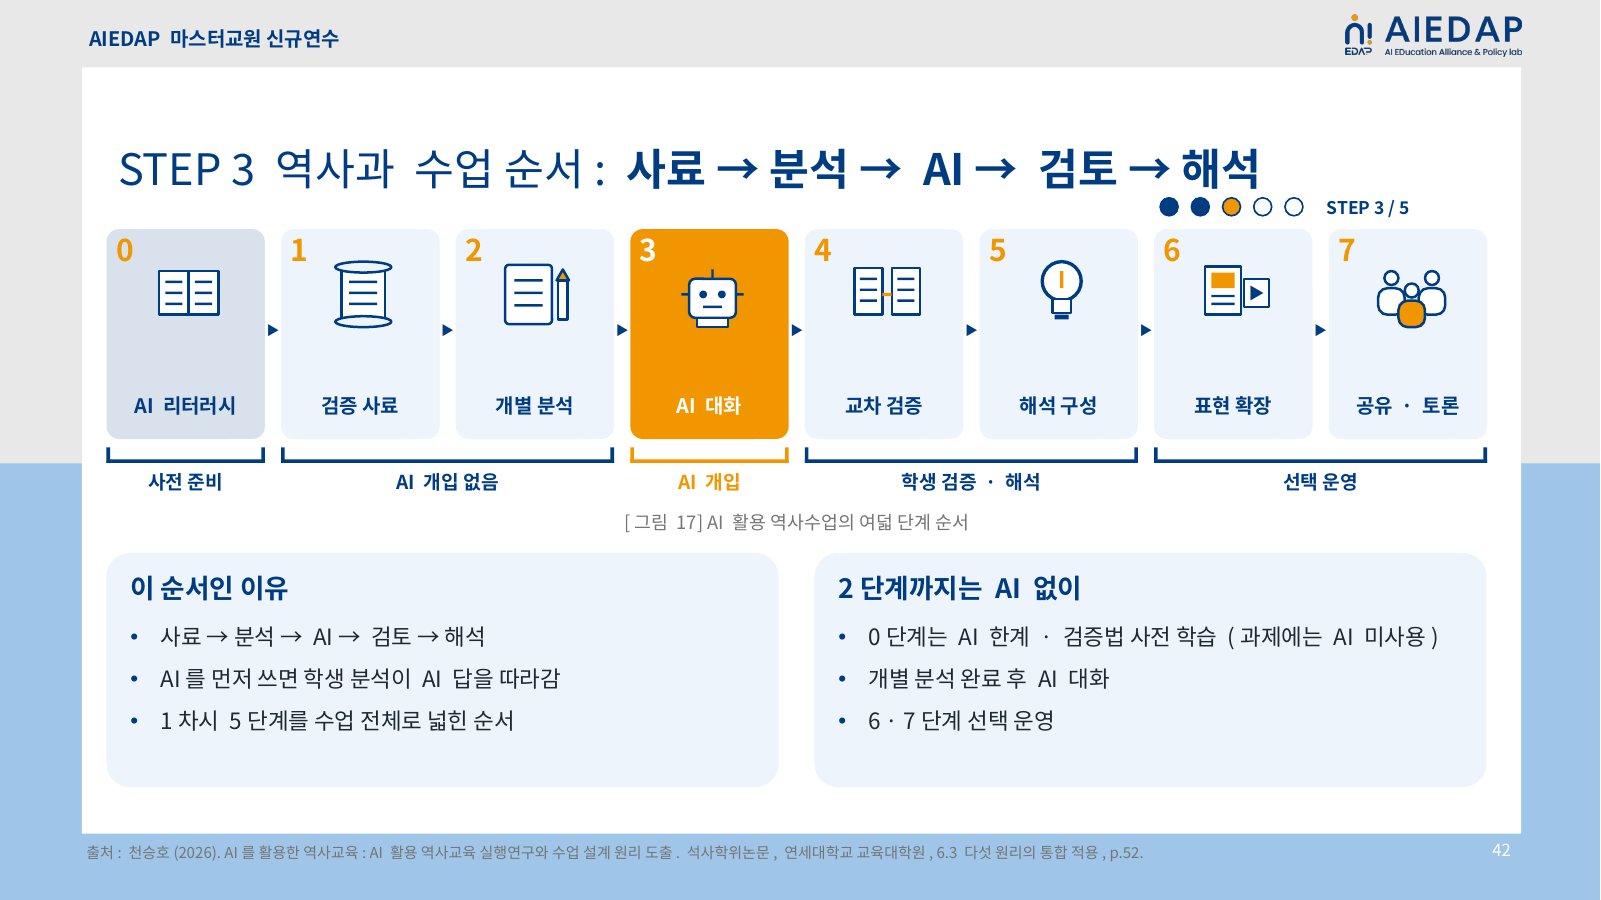 AIEDAP 마스터교원 신규연수
AIEDAP
EDAP
AI EDucation Alliance & Policy lab
STEP 3 역사과 수업 순서 : 사료 → 분석 → AI → 검토 → 해석
STEP 3 / 5
0
1
2
3
4
5
6
7
AI 리터러시
검증 사료
개별 분석
AI 대화
교차 검증
해석 구성
표현 확장
공유 · 토론
사전 준비
AI 개입 없음
AI 개입
학생 검증 · 해석
선택 운영
[ 그림 17] AI 활용 역사수업의 여덟 단계 순서
이 순서인 이유
• 사료 → 분석 → AI → 검토 → 해석
• AI 를 먼저 쓰면 학생 분석이 AI 답을 따라감
• 1 차시 5 단계를 수업 전체로 넓힌 순서
2 단계까지는 AI 없이
• 0 단계는 AI 한계 · 검증법 사전 학습 ( 과제에는 AI 미사용 )
• 개별 분석 완료 후 AI 대화
• 6 · 7 단계 선택 운영
출처 : 천승호 (2026). AI 를 활용한 역사교육 : AI 활용 역사교육 실행연구와 수업 설계 원리 도출 . 석사학위논문 , 연세대학교 교육대학원 , 6.3 다섯 원리의 통합 적용 , p.52.
42